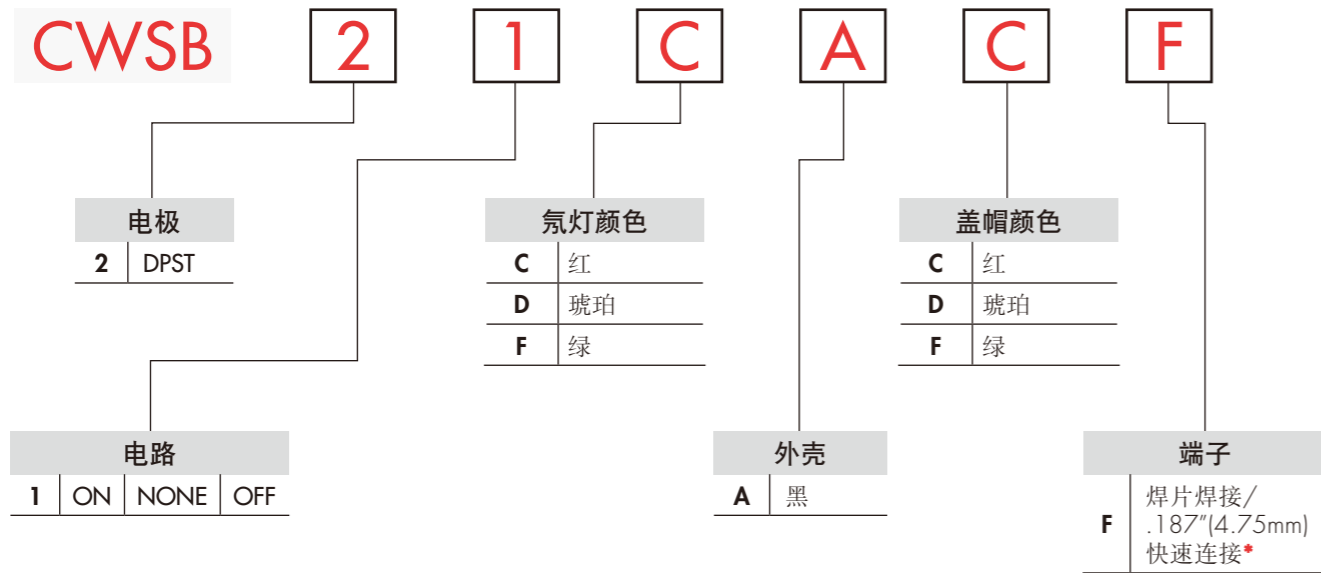 CWSB 2 1 C A C F
电极
2 DPST
氖灯颜色
C 红
D 琥珀
F 绿
盖帽颜色
C 红
D 琥珀
F 绿
电路
1 ON NONE OFF
外壳
A 黑
端子
F 焊片焊接/
.187”(4.75mm)
快速连接*